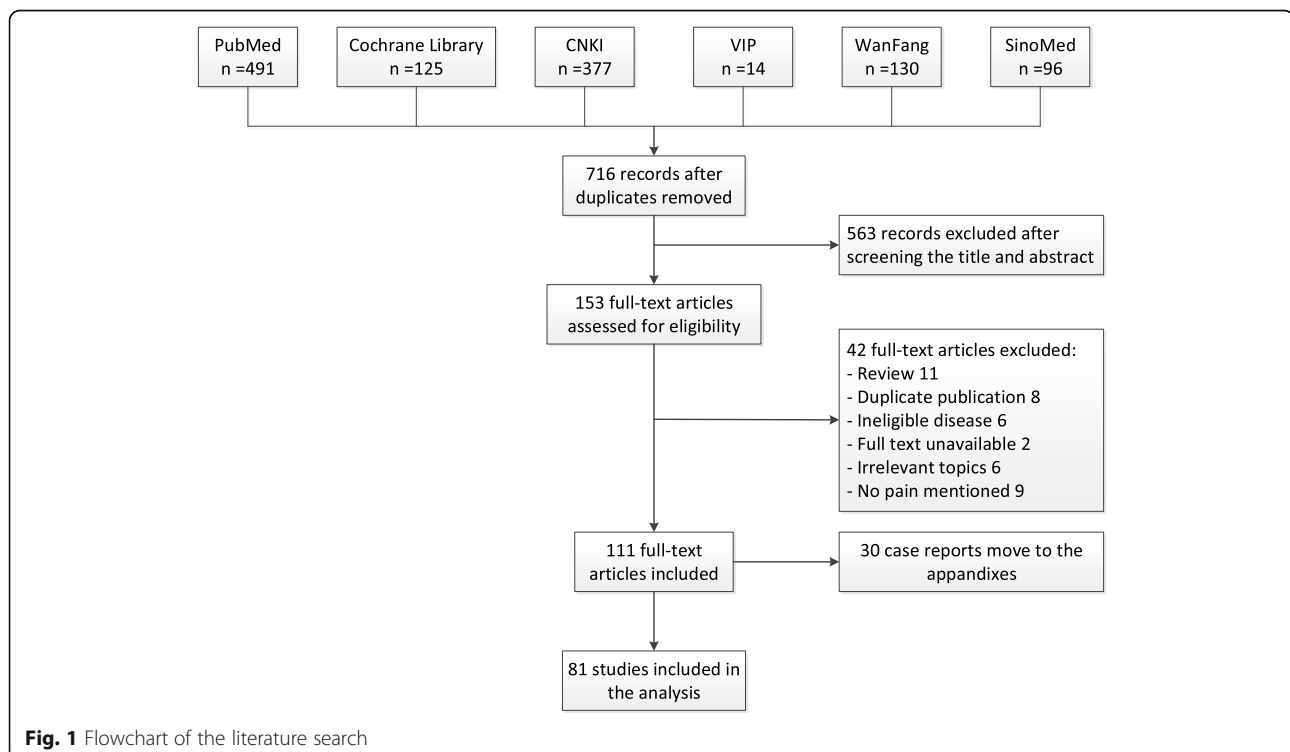 PubMed
n =491
Cochrane Library
n =125
CNKI
n =377
VIP
n =14
WanFang
n =130
SinoMed
n =96
716 records after
duplicates removed
563 records excluded after
screening the title and abstract
153 full-text articles
assessed for eligibility
42 full-text articles excluded:
- Review 11
- Duplicate publication 8
- Ineligible disease 6
- Full text unavailable 2
- Irrelevant topics 6
- No pain mentioned 9
111 full-text
articles included
30 case reports move to the
appendixes
81 studies included in
the analysis
Fig. 1 Flowchart of the literature search